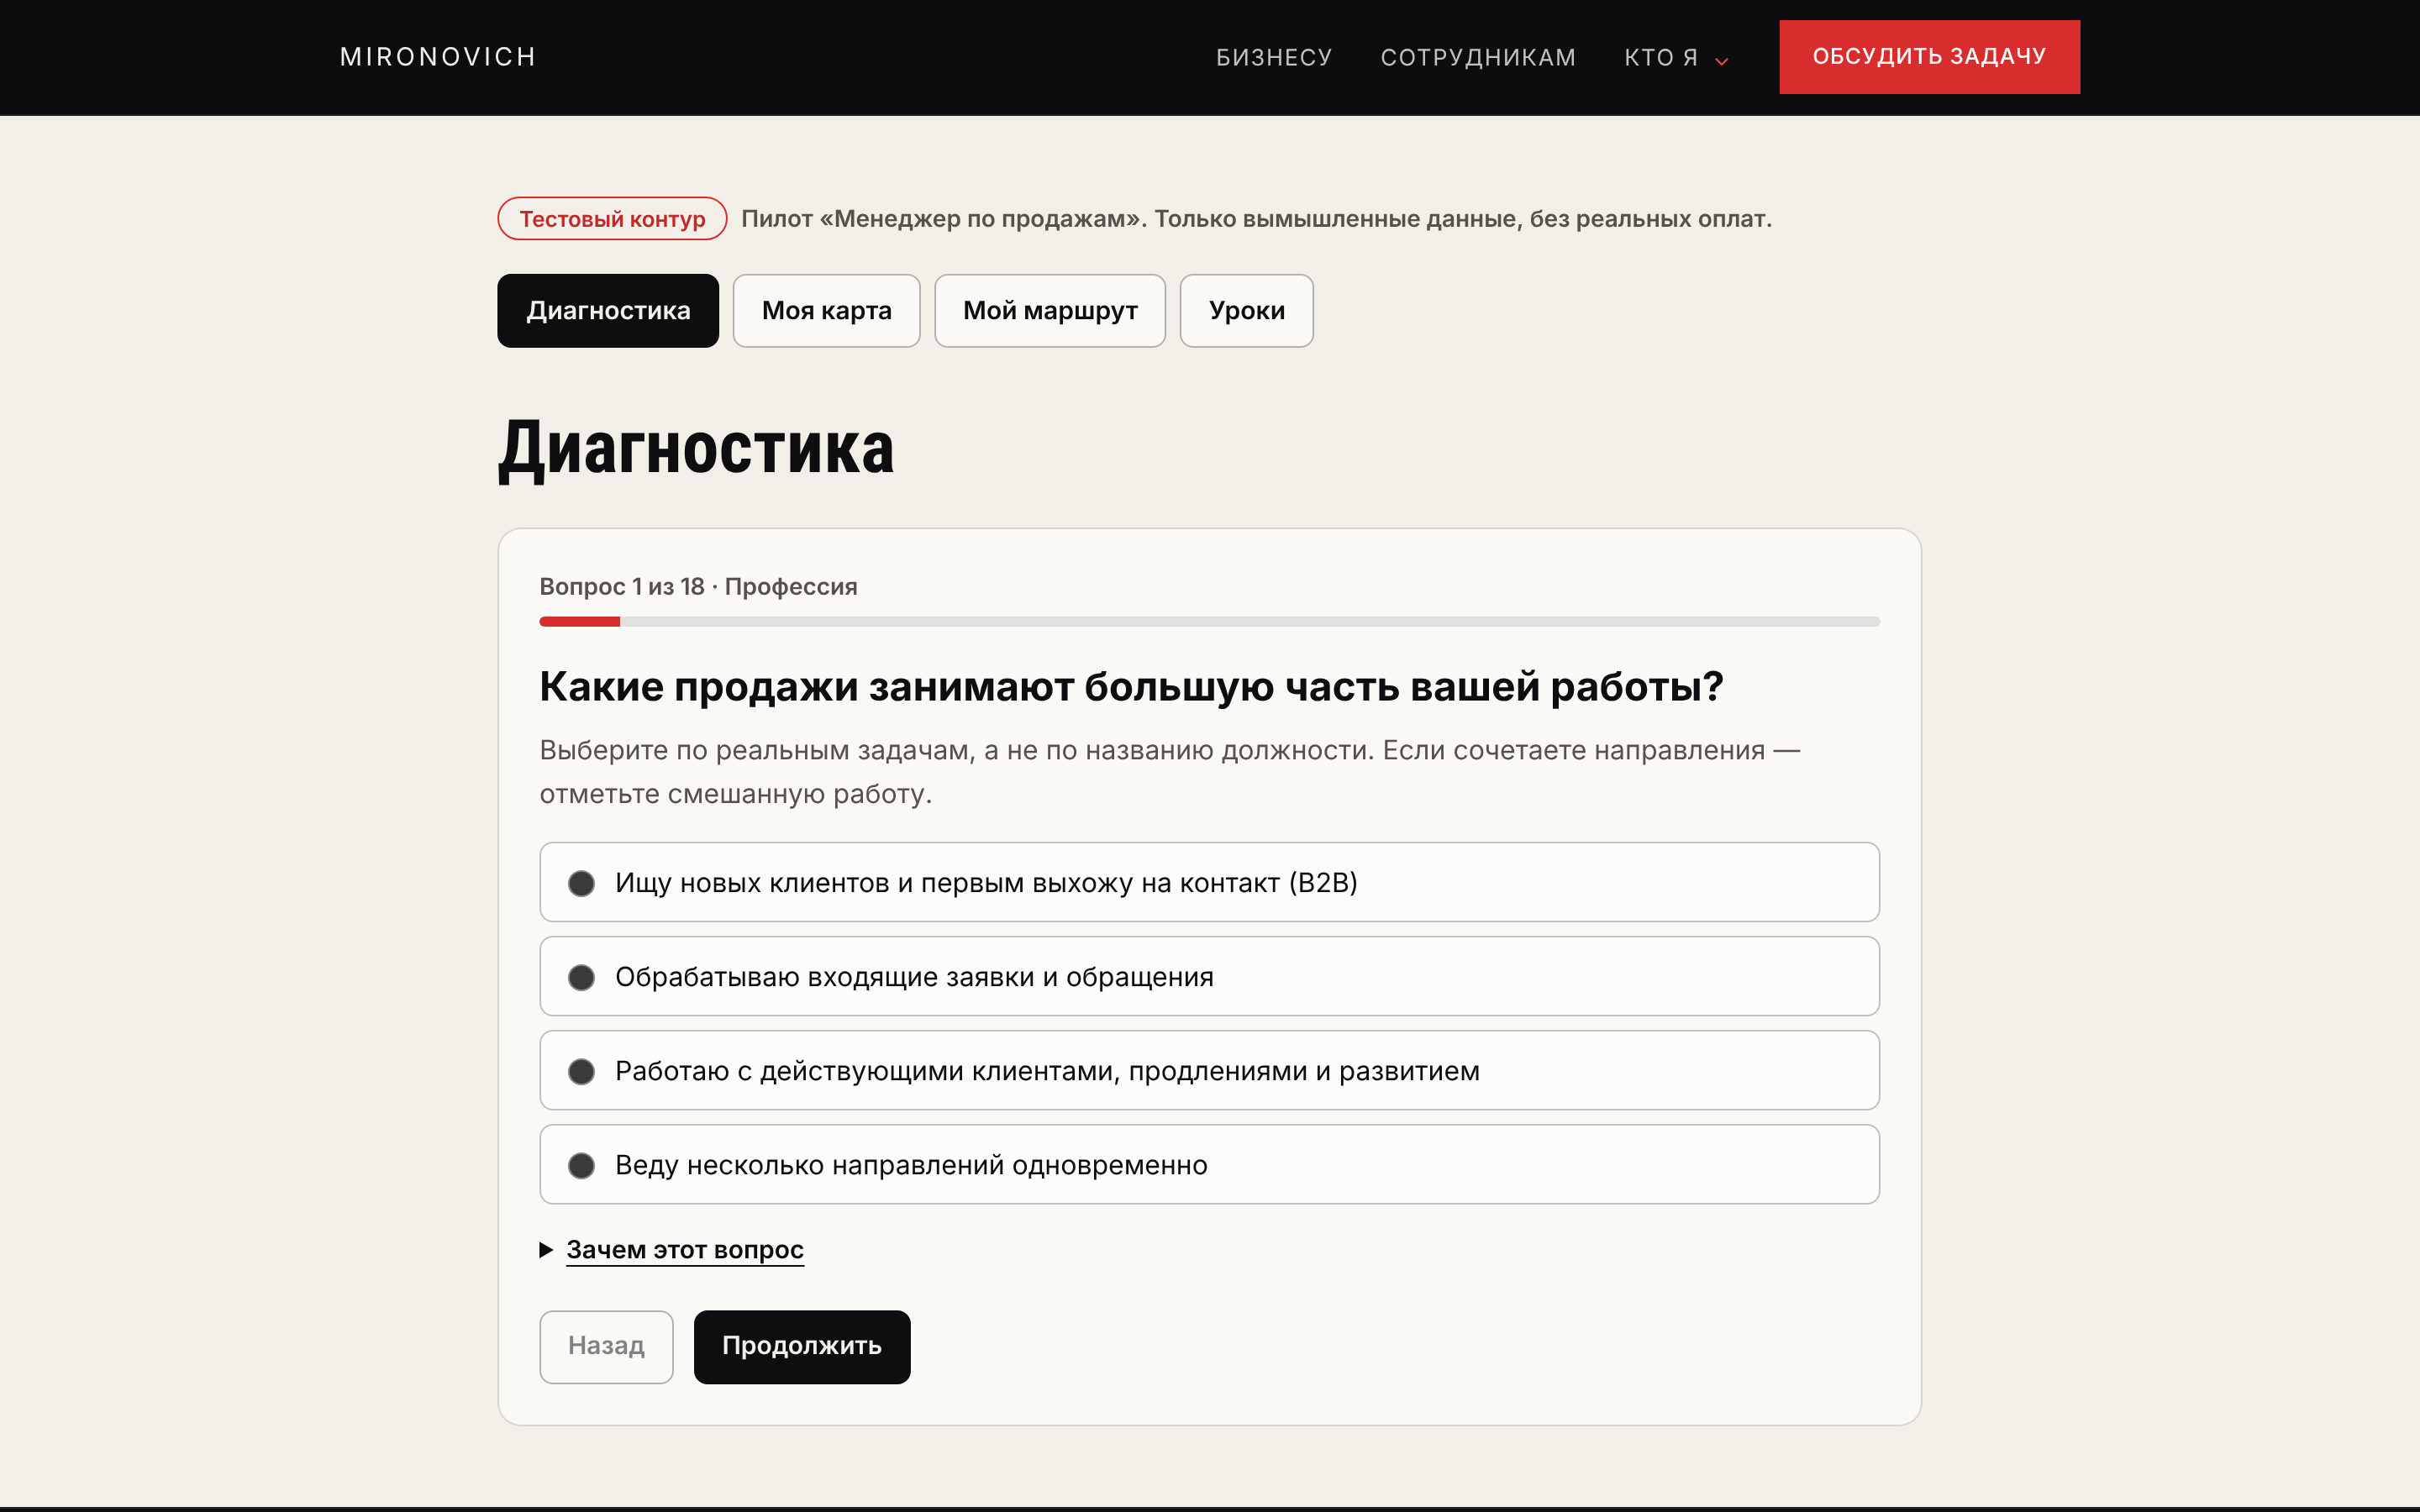 MIRONOVICH
БИЗНЕСУ
СОТРУДНИКАМ
КТО Я
ОБСУДИТЬ ЗАДАЧУ
Тестовый контур
Пилот «Менеджер по продажам». Только вымышленные данные, без реальных оплат.
Диагностика
Моя карта
Мой маршрут
Уроки
Диагностика
Вопрос 1 из 18 · Профессия
Какие продажи занимают большую часть вашей работы?
Выберите по реальным задачам, а не по названию должности. Если сочетаете направления —
отметьте смешанную работу.
Ищу новых клиентов и первым выхожу на контакт (B2B)
Обрабатываю входящие заявки и обращения
Работаю с действующими клиентами, продлениями и развитием
Веду несколько направлений одновременно
Зачем этот вопрос
Назад
Продолжить